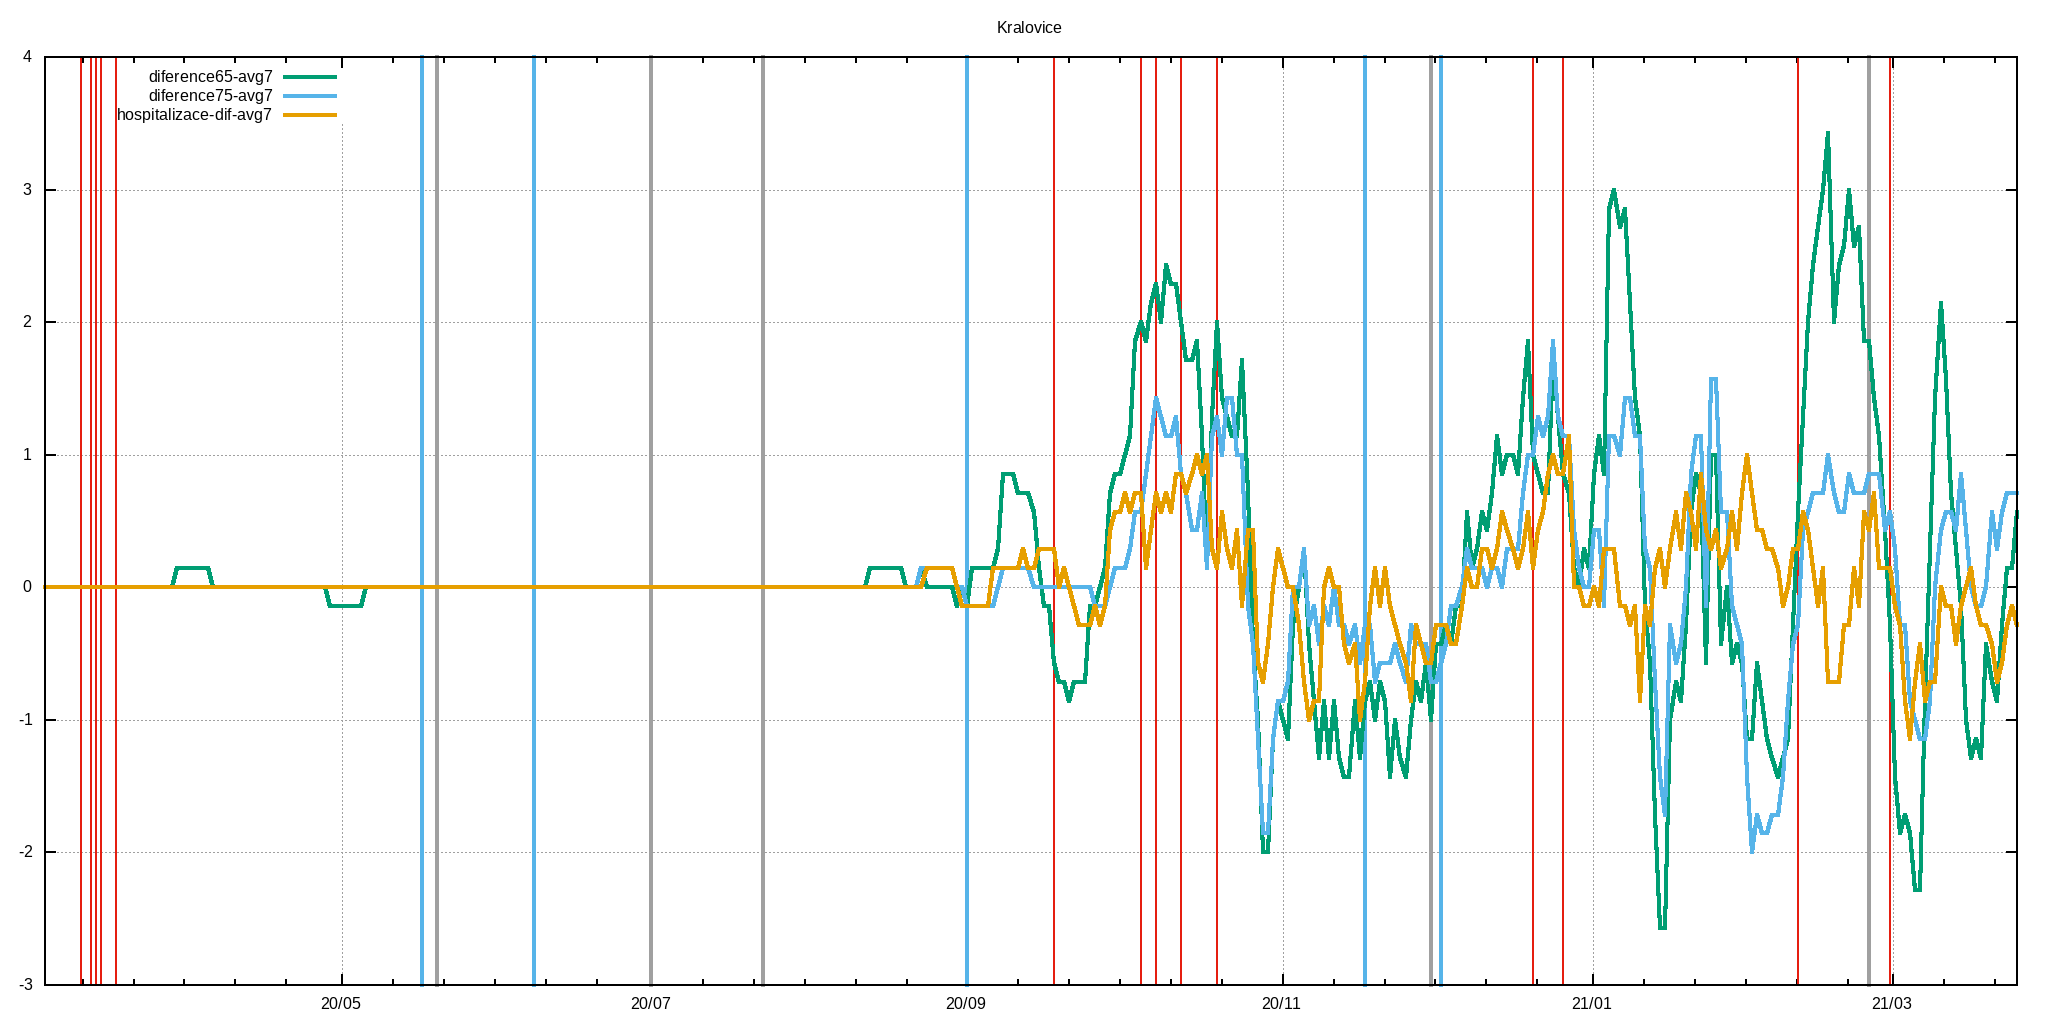 Kralovice
4
diference65-avg7
diference75-avg7
hospitalizace-dif-avg7
3
2
1
0
-1
-2
-3
20/05 20/07 20/09 20/11 21/01 21/03